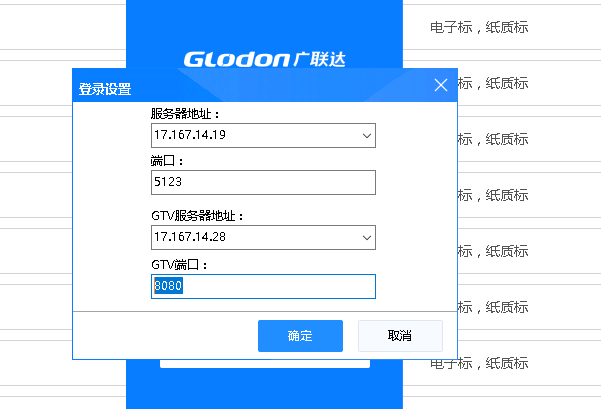 电子标，纸质标
Glodon广联达
电子标，纸质标
登录设置
服务器地址：
17.167.14.19
电子标，纸质标
端口：
5123
电子标，纸质标
GTV服务器地址：
17.167.14.28
电子标，纸质标
GTV端口：
8080
电子标，纸质标
确定
取消
电子标，纸质标